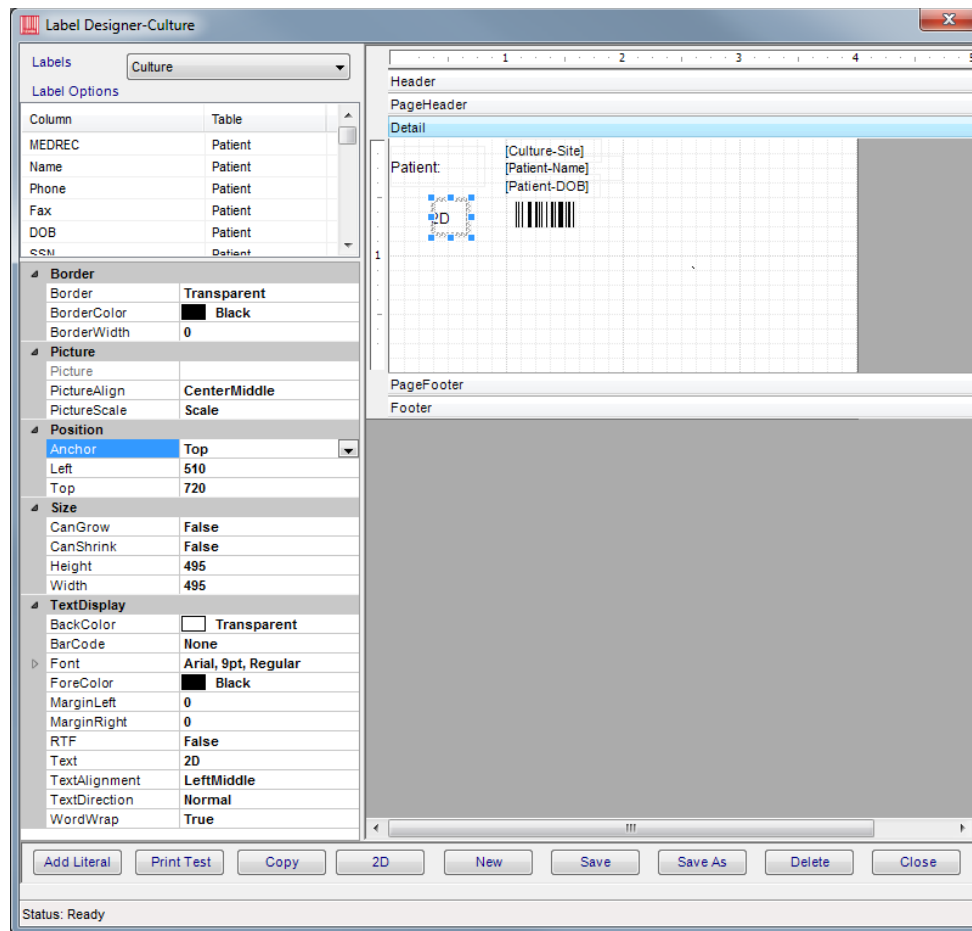 Label Designer-Culture
Labels
Culture
Label Options
Column Table
MEDREC Patient
Name Patient
Phone Patient
Fax Patient
DOB Patient
SSN Patient
Border
Border Transparent
BorderColor Black
BorderWidth 0
Picture
Picture
PictureAlign CenterMiddle
PictureScale Scale
Position
Anchor Top
Left 510
Top 720
Size
CanGrow False
CanShrink False
Height 495
Width 495
TextDisplay
BackColor Transparent
BarCode None
Font Arial, 9pt, Regular
ForeColor Black
MarginLeft 0
MarginRight 0
RTF False
Text 2D
TextAlignment LeftMiddle
TextDirection Normal
WordWrap True
1 2 3 4 5
Header
PageHeader
Detail
[Culture-Site]
Patient: [Patient-Name]
[Patient-DOB]
2D
1
PageFooter
Footer
Add Literal Print Test Copy 2D New Save Save As Delete Close
Status: Ready